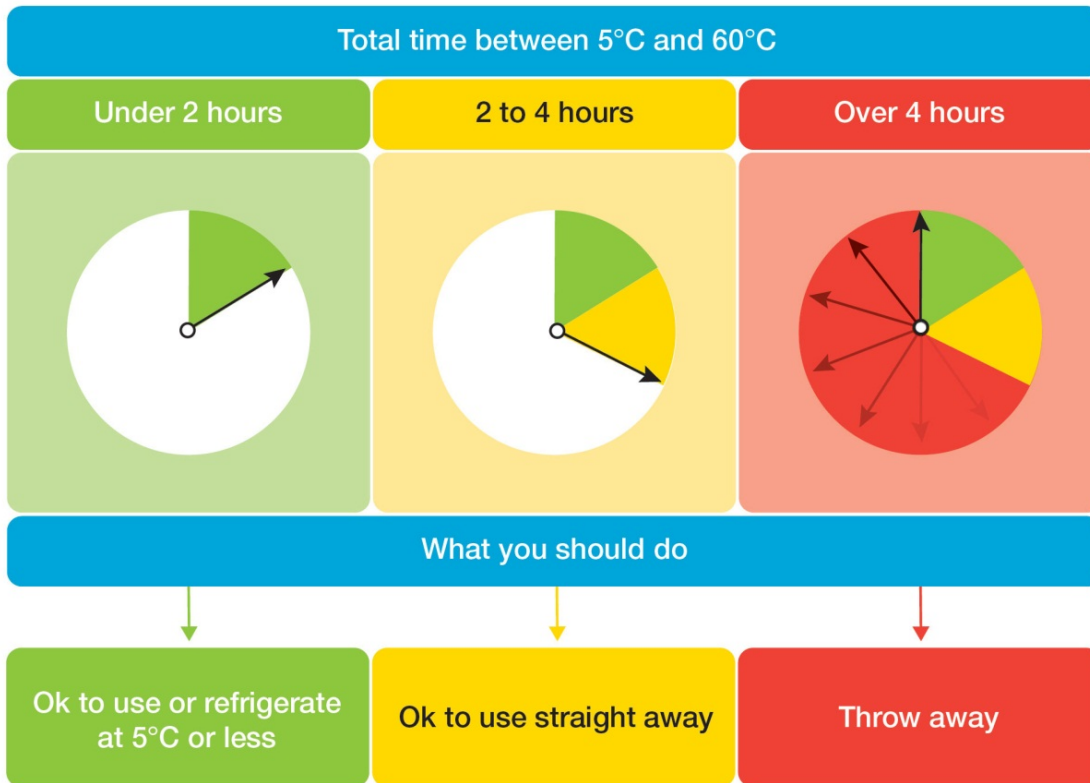 Total time between 5°C and 60°C
Under 2 hours
2 to 4 hours
Over 4 hours
What you should do
Ok to use or refrigerate
at 5°C or less
Ok to use straight away
Throw away